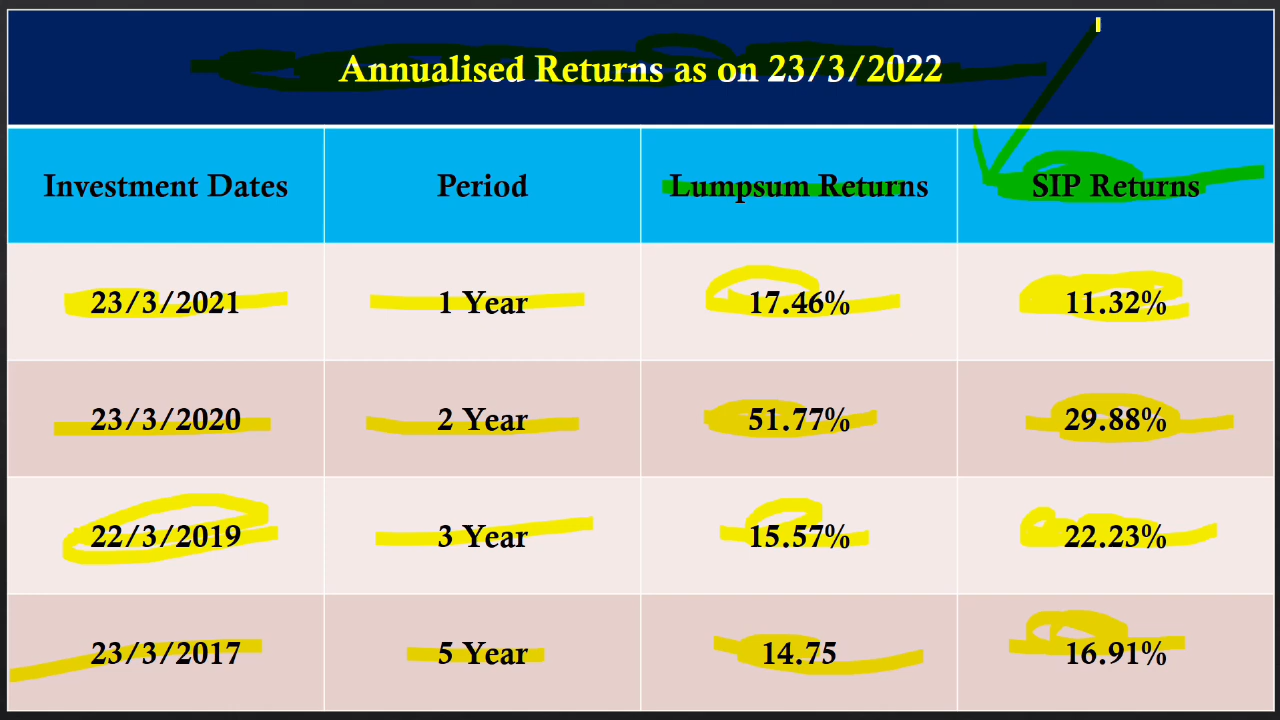 Annualised Returns as on 23/3/2022
Investment Dates Period Lumpsum Returns SIP Returns
23/3/2021 1 Year 17.46% 11.32%
23/3/2020 2 Year 51.77% 29.88%
22/3/2019 3 Year 15.57% 22.23%
23/3/2017 5 Year 14.75 16.91%